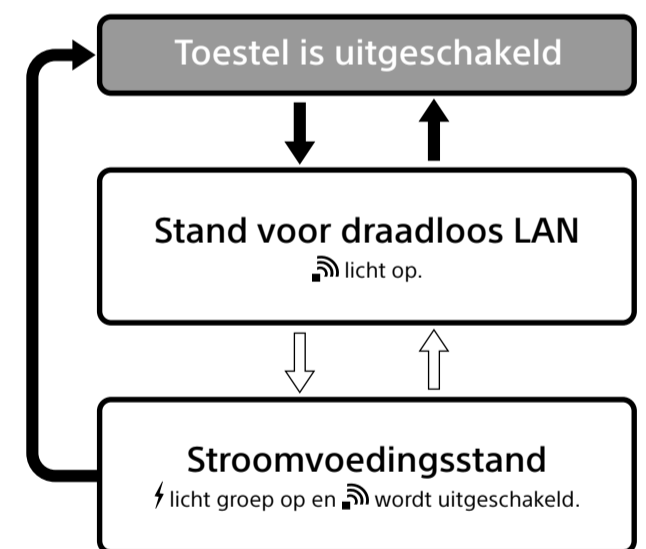 Toestel is uitgeschakeld
Stand voor draadloos LAN
licht op.
Stroomvoedingsstand
licht groep op en wordt uitgeschakeld.